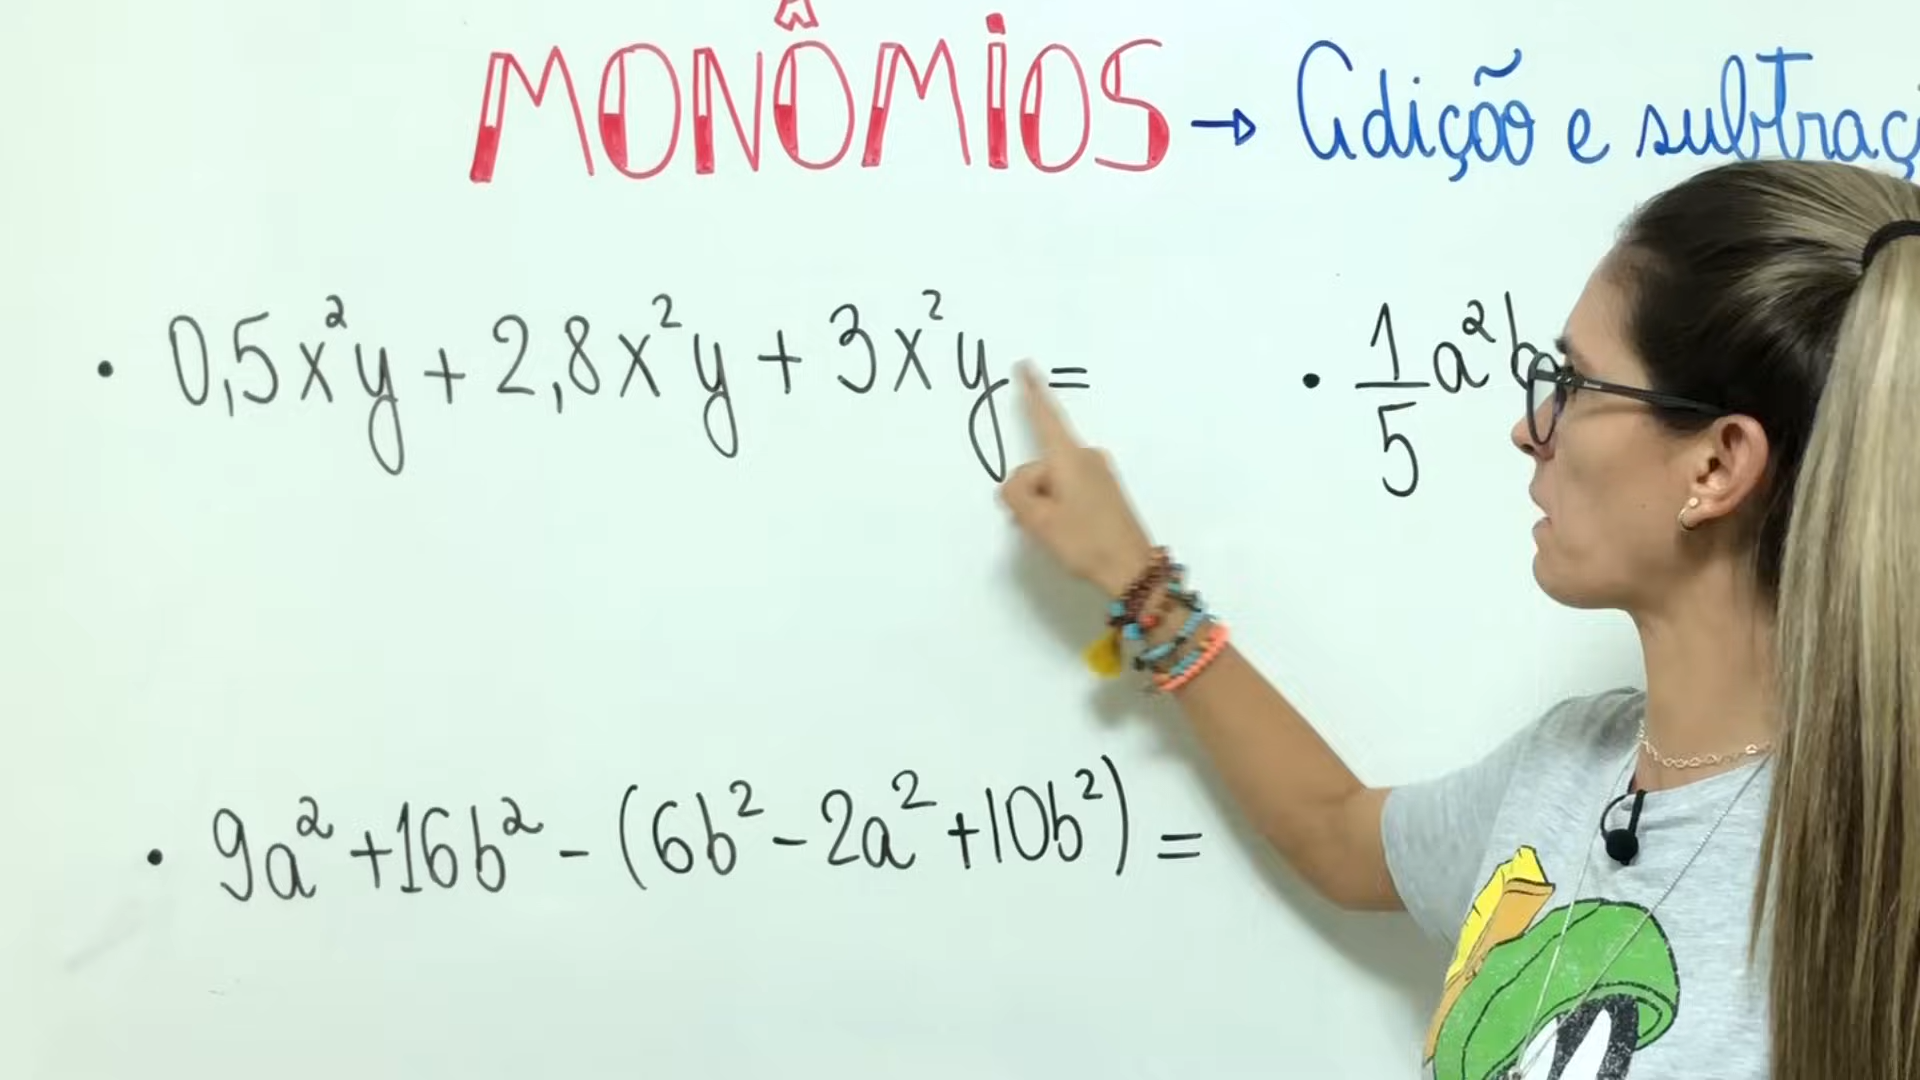 MONÔMIOS → Adição e subtraç
• 0,5x²y + 2,8x²y + 3x²y =
• 1/5 a²b
• 9a² + 16b² - (6b² - 2a² + 10b²) =